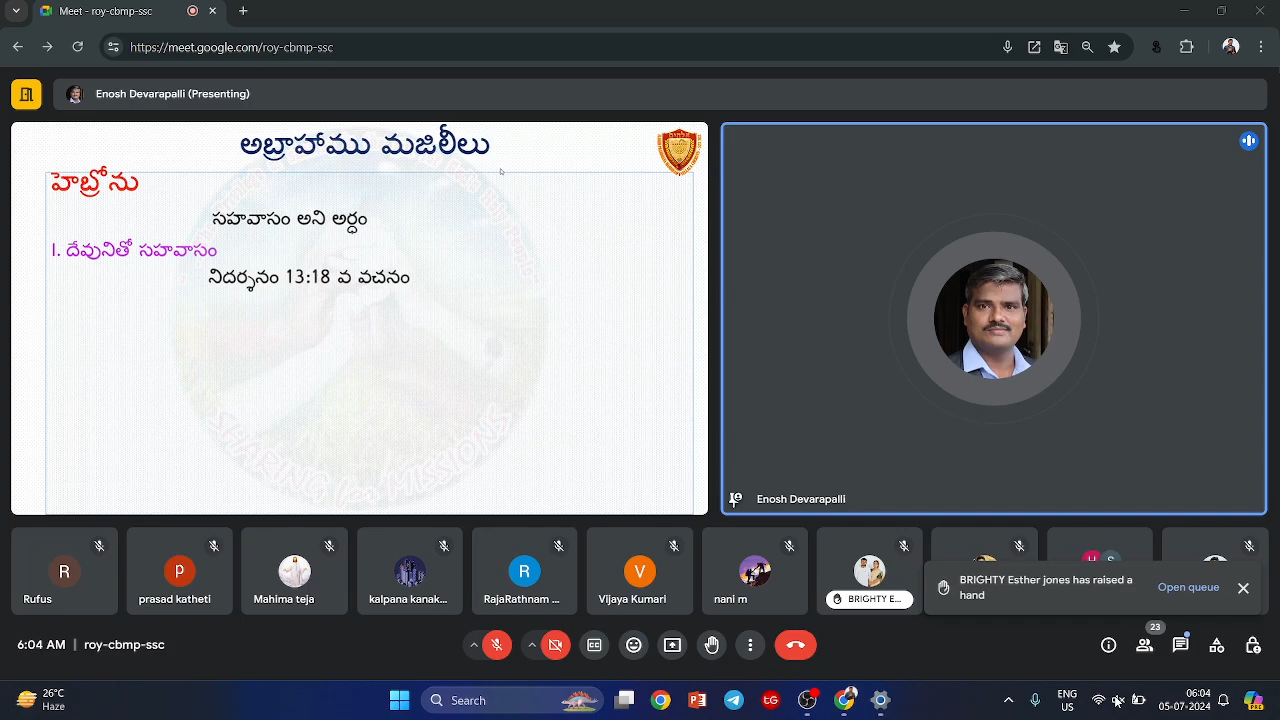 Meet - roy-cbmp-ssc
https://meet.google.com/roy-cbmp-ssc
Enosh Devarapalli (Presenting)
అబ్రాహాము మజిలీలు
హెబ్రోను
సహవాసం అని అర్ధం
I. దేవునితో సహవాసం
నిదర్శనం 13:18 వ వచనం
SHARING for MISSIONS
Enosh Devarapalli
R
p
R
V
H
S
Rufus
prasad katheti
Mahima teja
kalpana kanak...
RajaRathnam ...
Vijaya Kumari
nani m
BRIGHTY E...
BRIGHTY Esther jones has raised a
hand
Open queue
6:04 AM | roy-cbmp-ssc
23
26°C
Haze
Search
ENG
US
06:04
05-07-2024